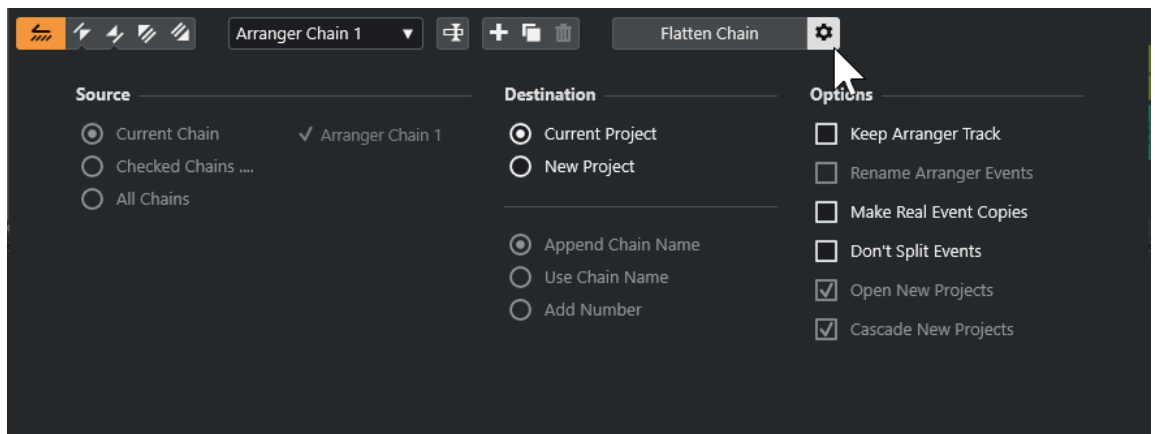 Arranger Chain 1
Flatten Chain
Source
Current Chain
Arranger Chain 1
Checked Chains ....
All Chains
Destination
Current Project
New Project
Append Chain Name
Use Chain Name
Add Number
Options
Keep Arranger Track
Rename Arranger Events
Make Real Event Copies
Don't Split Events
Open New Projects
Cascade New Projects